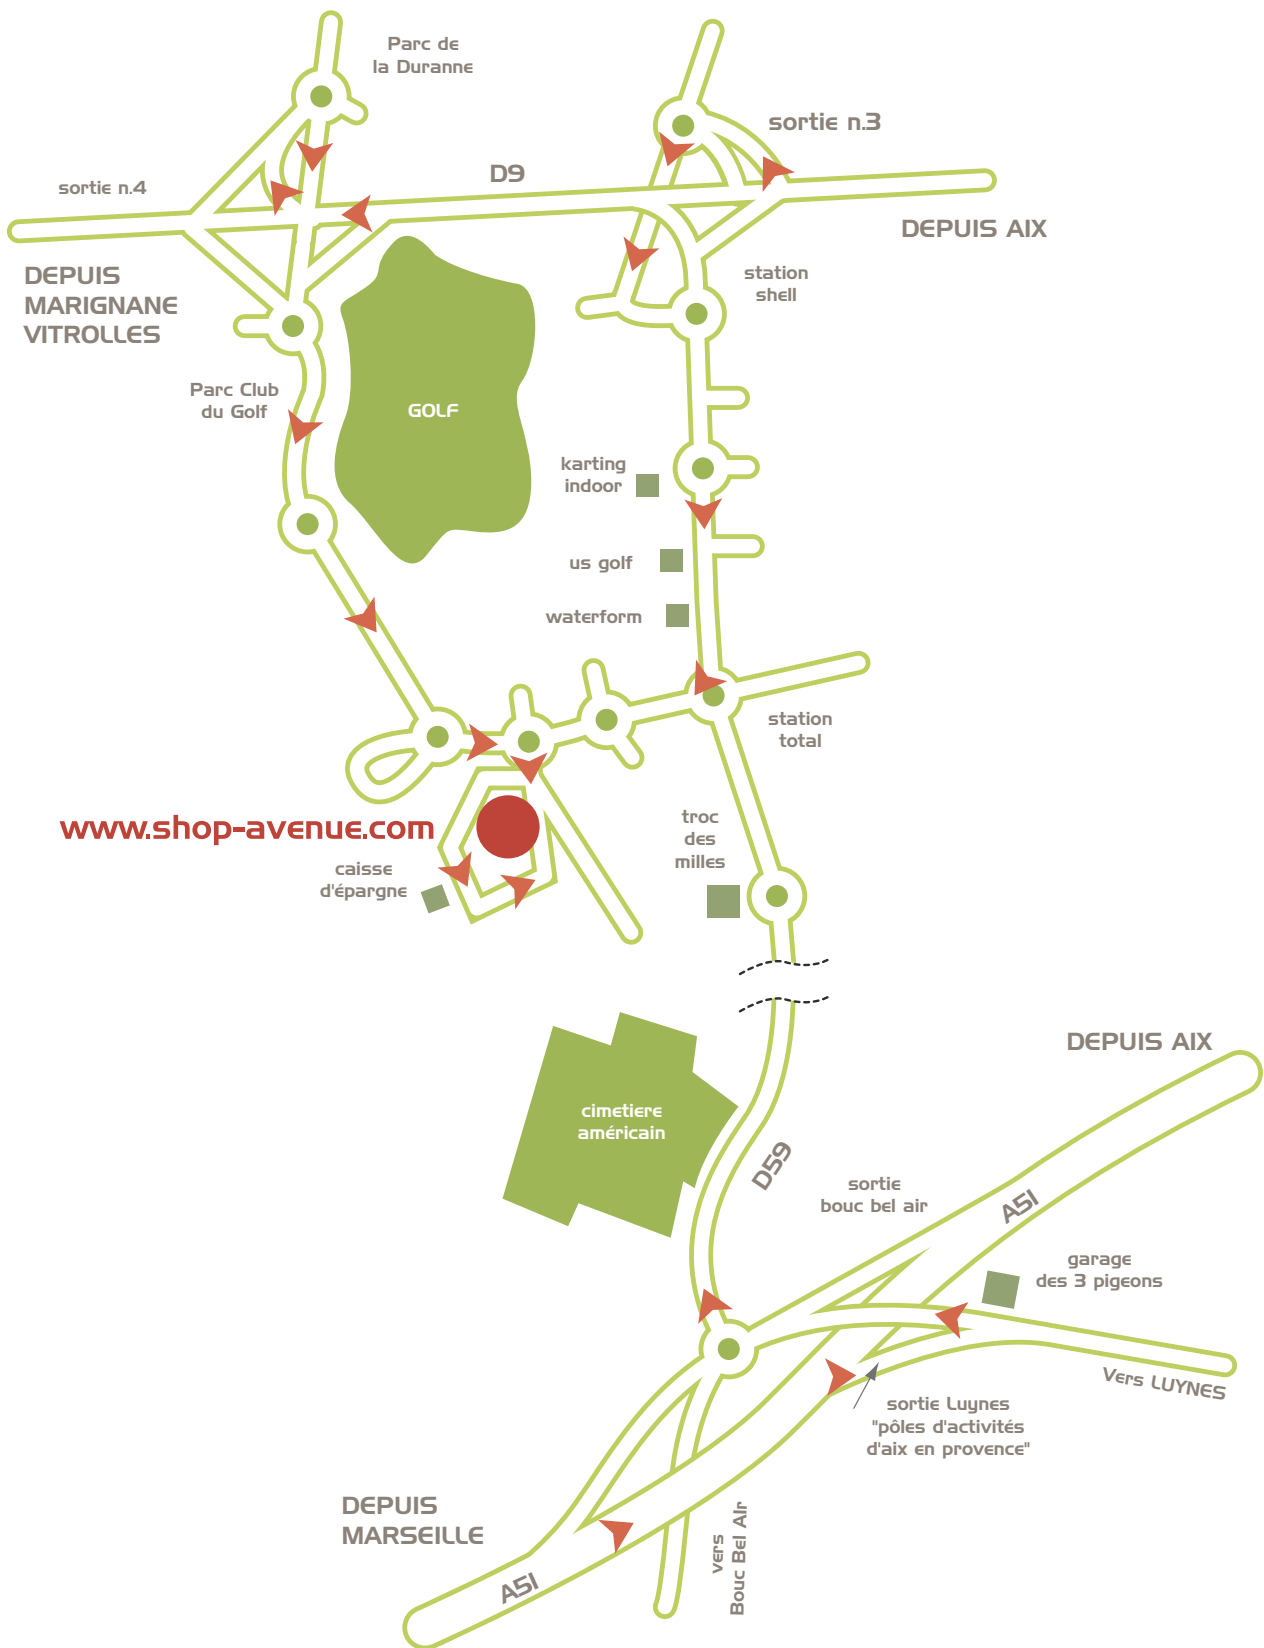 Parc de
la Duranne
sortie n.3
sortie n.4
D9
DEPUIS AIX
DEPUIS
MARIGNANE
VITROLLES
station
shell
Parc Club
du Golf
GOLF
karting
indoor
us golf
waterform
station
total
www.shop-avenue.com
troc
des
milles
caisse
d'épargne
DEPUIS AIX
cimetiere
américain
D59
sortie
bouc bel air
A51
garage
des 3 pigeons
Vers LUYNES
sortie Luynes
"pôles d'activités
d'aix en provence"
DEPUIS
MARSEILLE
A51
vers
Bouc Bel AIr